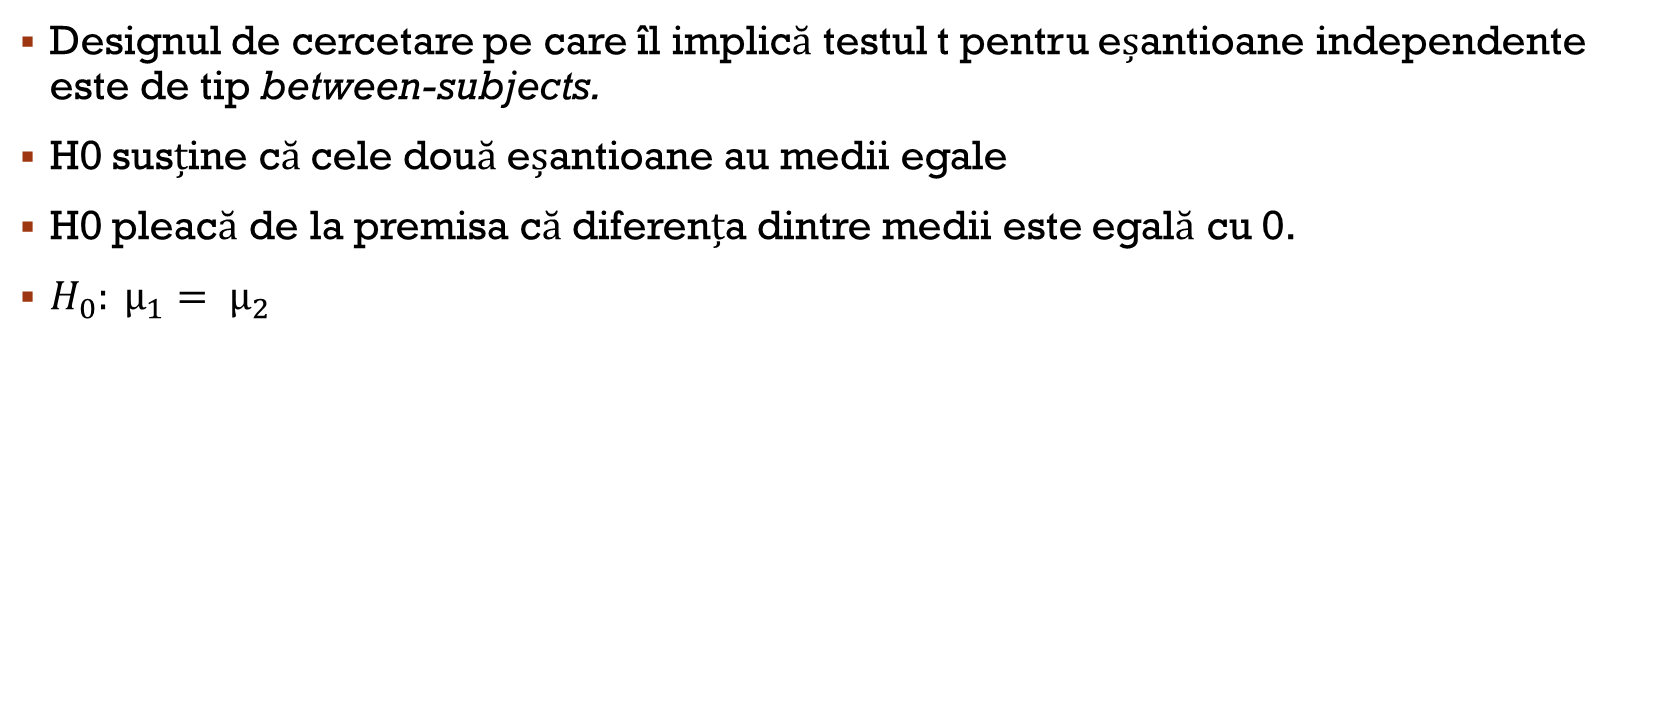 ▪ Designul de cercetare pe care îl implică testul t pentru eșantioane independente
este de tip between-subjects.
▪ H0 susține că cele două eșantioane au medii egale
▪ H0 pleacă de la premisa că diferența dintre medii este egală cu 0.
▪ H₀: µ₁ = µ₂